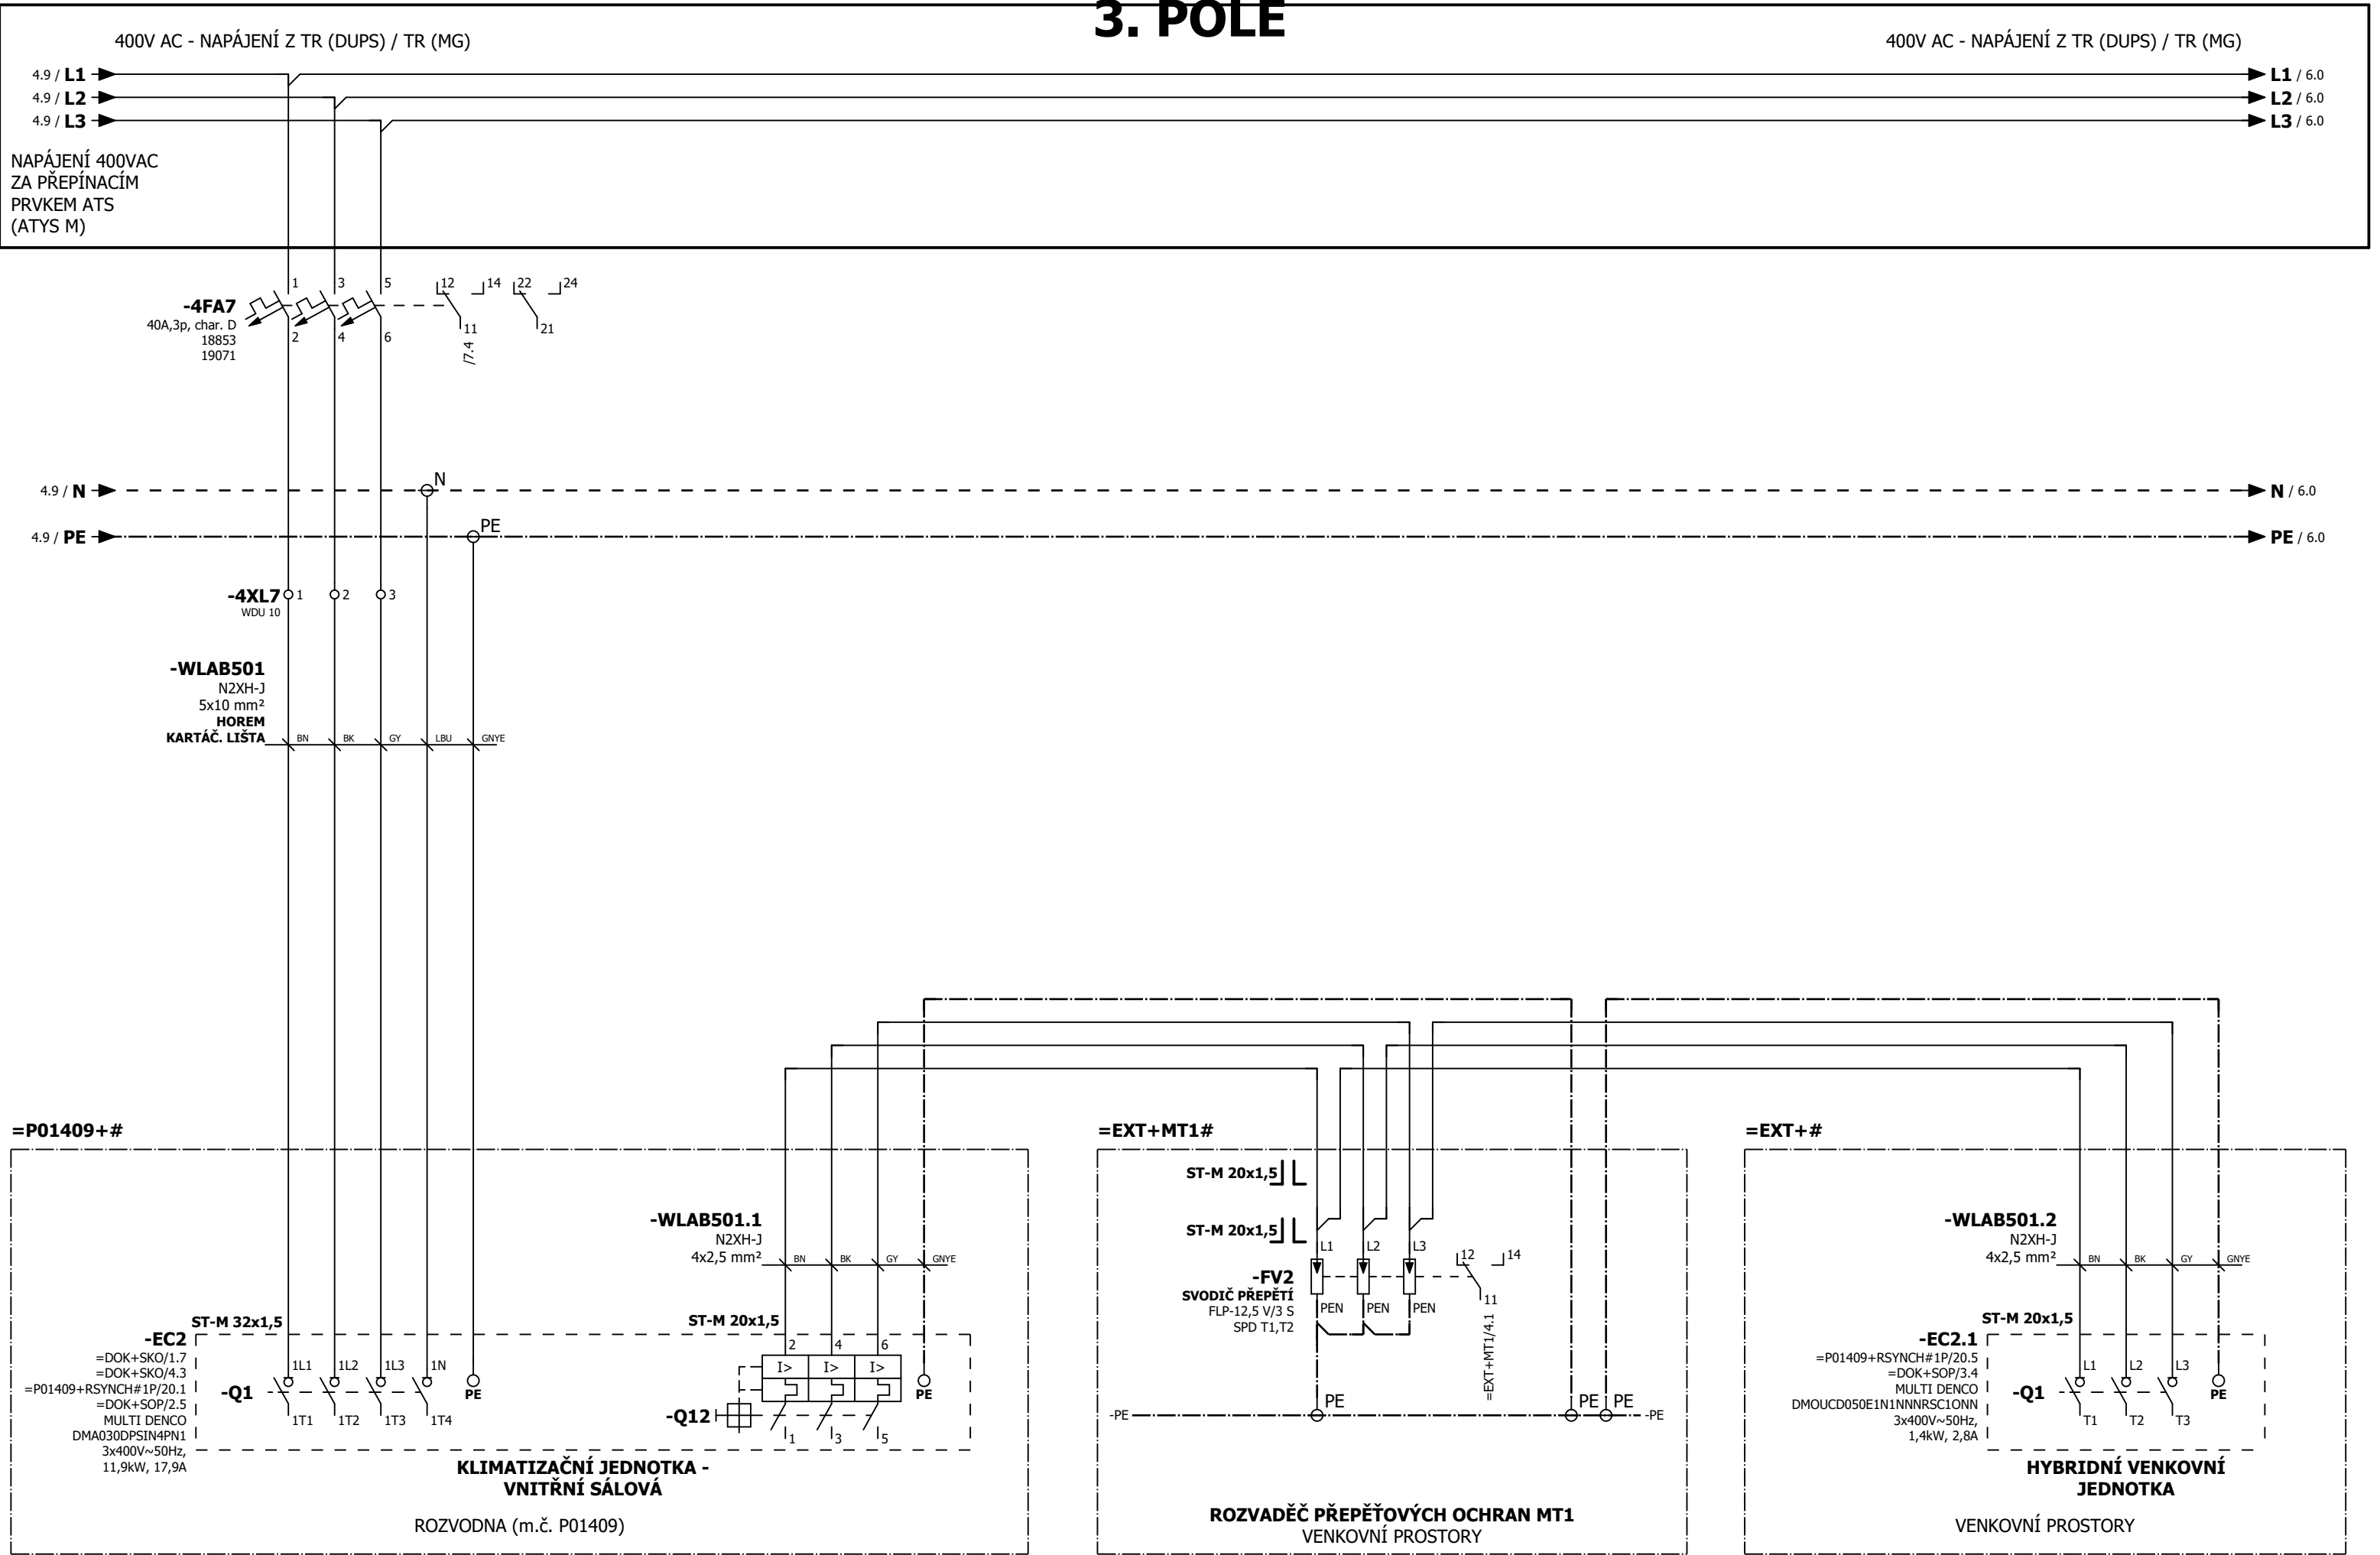 3. POLE
400V AC - NAPÁJENÍ Z TR (DUPS) / TR (MG)
400V AC - NAPÁJENÍ Z TR (DUPS) / TR (MG)
4.9 / L1
L1 / 6.0
4.9 / L2
L2 / 6.0
4.9 / L3
L3 / 6.0
NAPÁJENÍ 400VAC
ZA PŘEPÍNACÍM
PRVKEM ATS
(ATYS M)
1 3 5 12 14 22 24
-4FA7
40A,3p, char. D
18853
19071
2 4 6 11 21
/7.4
N
4.9 / N
N / 6.0
PE
4.9 / PE
PE / 6.0
-4XL7 1 2 3
WDU 10
-WLAB501
N2XH-J
5x10 mm²
HOREM
KARTÁČ. LIŠTA
BN BK GY LBU GNYE
=P01409+#
=EXT+MT1#
=EXT+#
-WLAB501.1
N2XH-J
4x2,5 mm²
BN BK GY GNYE
ST-M 32x1,5
ST-M 20x1,5
-EC2
=DOK+SKO/1.7
=DOK+SKO/4.3
=P01409+RSYNCH#1P/20.1
=DOK+SOP/2.5
MULTI DENCO
DMA030DPSIN4PN1
3x400V~50Hz,
11,9kW, 17,9A
-Q1
1L1 1L2 1L3 1N
PE
1T1 1T2 1T3 1T4
2 4 6
I> I> I>
PE
-Q12
1 3 5
KLIMATIZAČNÍ JEDNOTKA -
VNITŘNÍ SÁLOVÁ
ROZVODNA (m.č. P01409)
ST-M 20x1,5
ST-M 20x1,5
L1 L2 L3 12 14
-FV2
SVODIČ PŘEPĚTÍ
FLP-12,5 V/3 S
SPD T1,T2
PEN PEN PEN
11
=EXT+MT1/4.1
-PE PE PE PE -PE
ROZVADĚČ PŘEPĚŤOVÝCH OCHRAN MT1
VENKOVNÍ PROSTORY
-WLAB501.2
N2XH-J
4x2,5 mm²
BN BK GY GNYE
ST-M 20x1,5
-EC2.1
=P01409+RSYNCH#1P/20.5
=DOK+SOP/3.4
MULTI DENCO
DMOUCD050E1N1NNNRSC1ONN
3x400V~50Hz,
1,4kW, 2,8A
-Q1
L1 L2 L3
PE
T1 T2 T3
HYBRIDNÍ VENKOVNÍ
JEDNOTKA
VENKOVNÍ PROSTORY